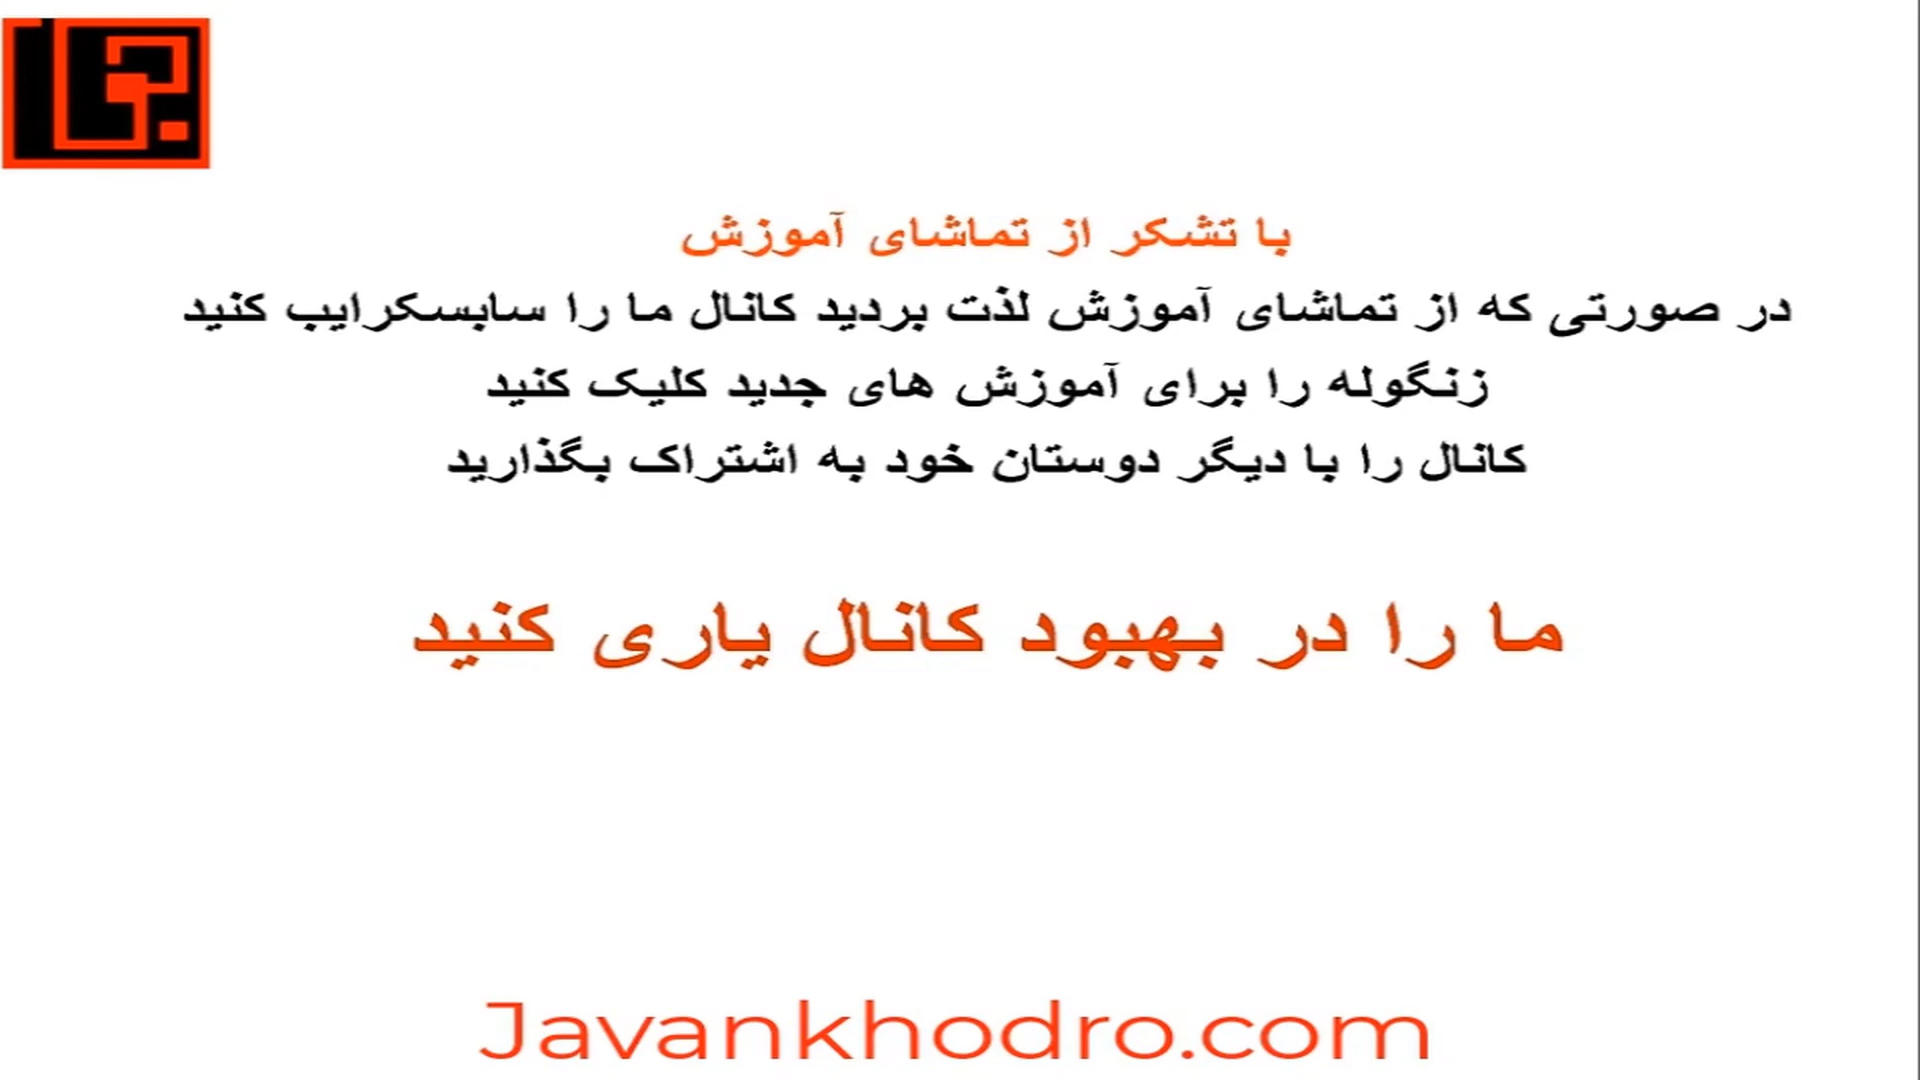 با تشکر از تماشای آموزش
در صورتی که از تماشای آموزش لذت بردید کانال ما را سابسکرایب کنید
زنگوله را برای آموزش های جدید کلیک کنید
کانال را با دیگر دوستان خود به اشتراک بگذارید
ما را در بهبود کانال یاری کنید
Javankhodro.com